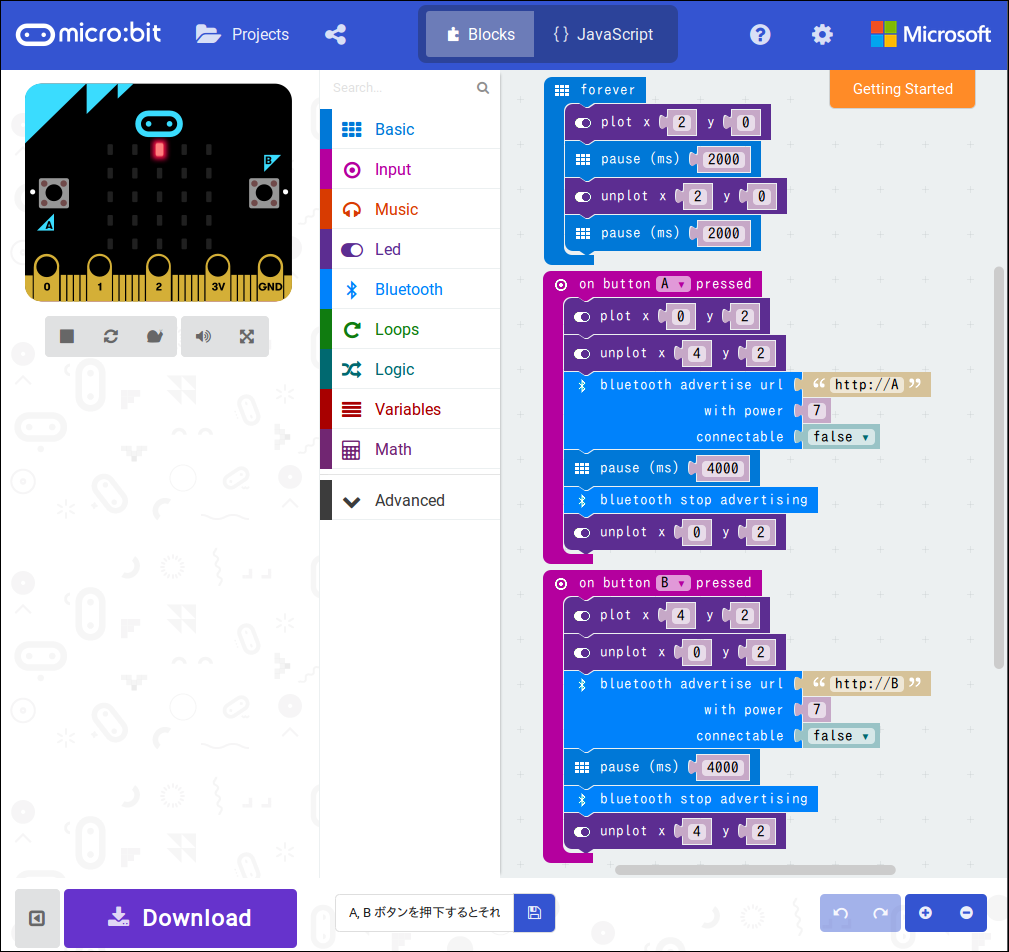 micro:bit Projects Blocks { } JavaScript ? Microsoft
Getting Started
Search...
B
A
0 1 2 3V GND
Basic
Input
Music
Led
Bluetooth
Loops
Logic
Variables
Math
Advanced
forever
plot x 2 y 0
pause (ms) 2000
unplot x 2 y 0
pause (ms) 2000
on button A ▾ pressed
plot x 0 y 2
unplot x 4 y 2
bluetooth advertise url “ http://A ”
with power 7
connectable false ▾
pause (ms) 4000
bluetooth stop advertising
unplot x 0 y 2
on button B ▾ pressed
plot x 4 y 2
unplot x 0 y 2
bluetooth advertise url “ http://B ”
with power 7
connectable false ▾
pause (ms) 4000
bluetooth stop advertising
unplot x 4 y 2
Download
A, B ボタンを押下するとそれ